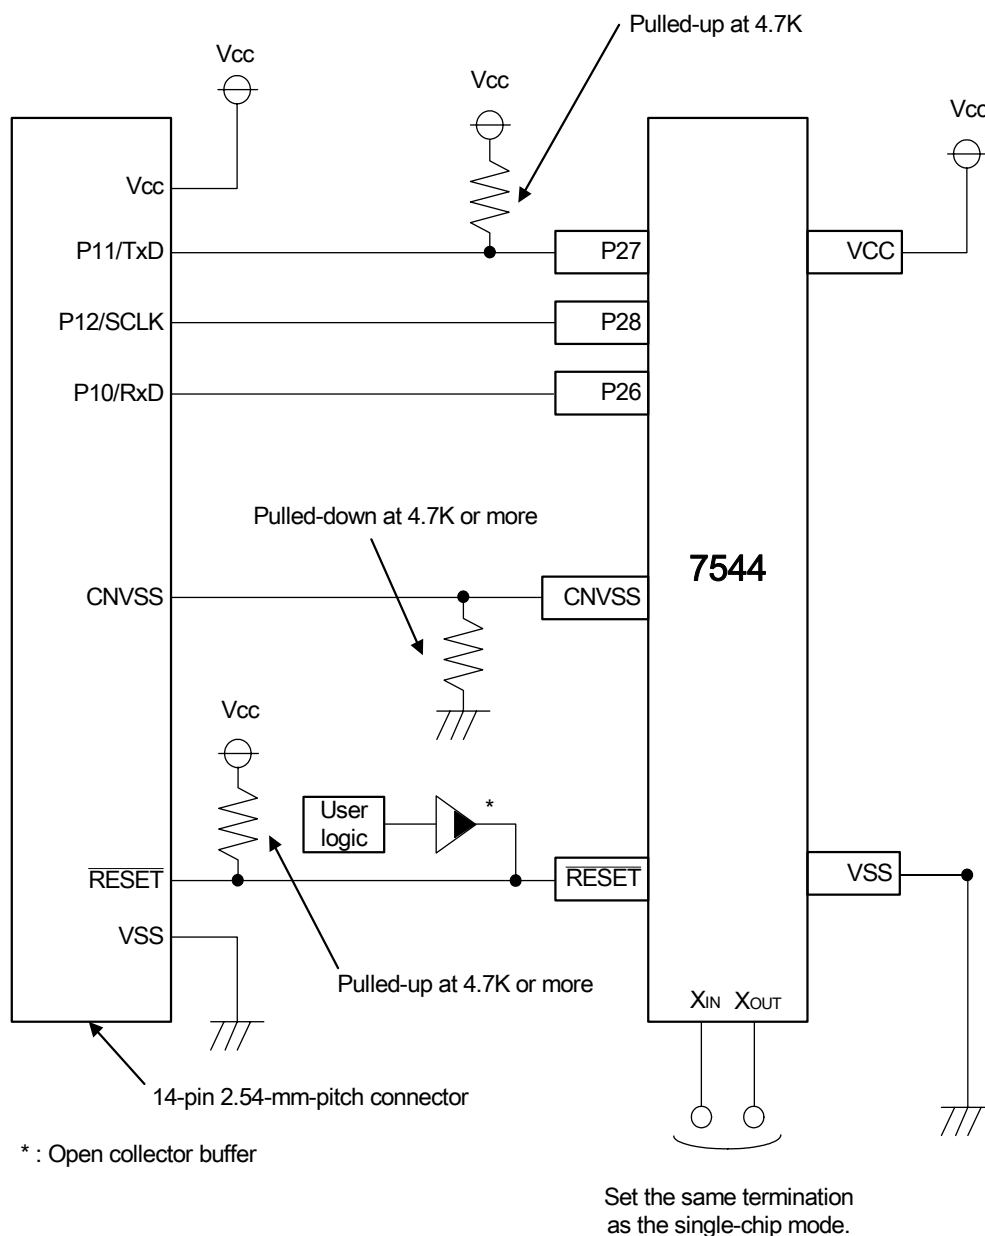 Pulled-up at 4.7K
Vcc
Vcc
Vcc
Vcc
P11/TxD
P27
VCC
P12/SCLK
P28
P10/RxD
P26
Pulled-down at 4.7K or more
7544
CNVSS
CNVSS
Vcc
User
logic
*
RESET
RESET
VSS
VSS
Pulled-up at 4.7K or more
XIN
XOUT
14-pin 2.54-mm-pitch connector
* : Open collector buffer
Set the same termination
as the single-chip mode.